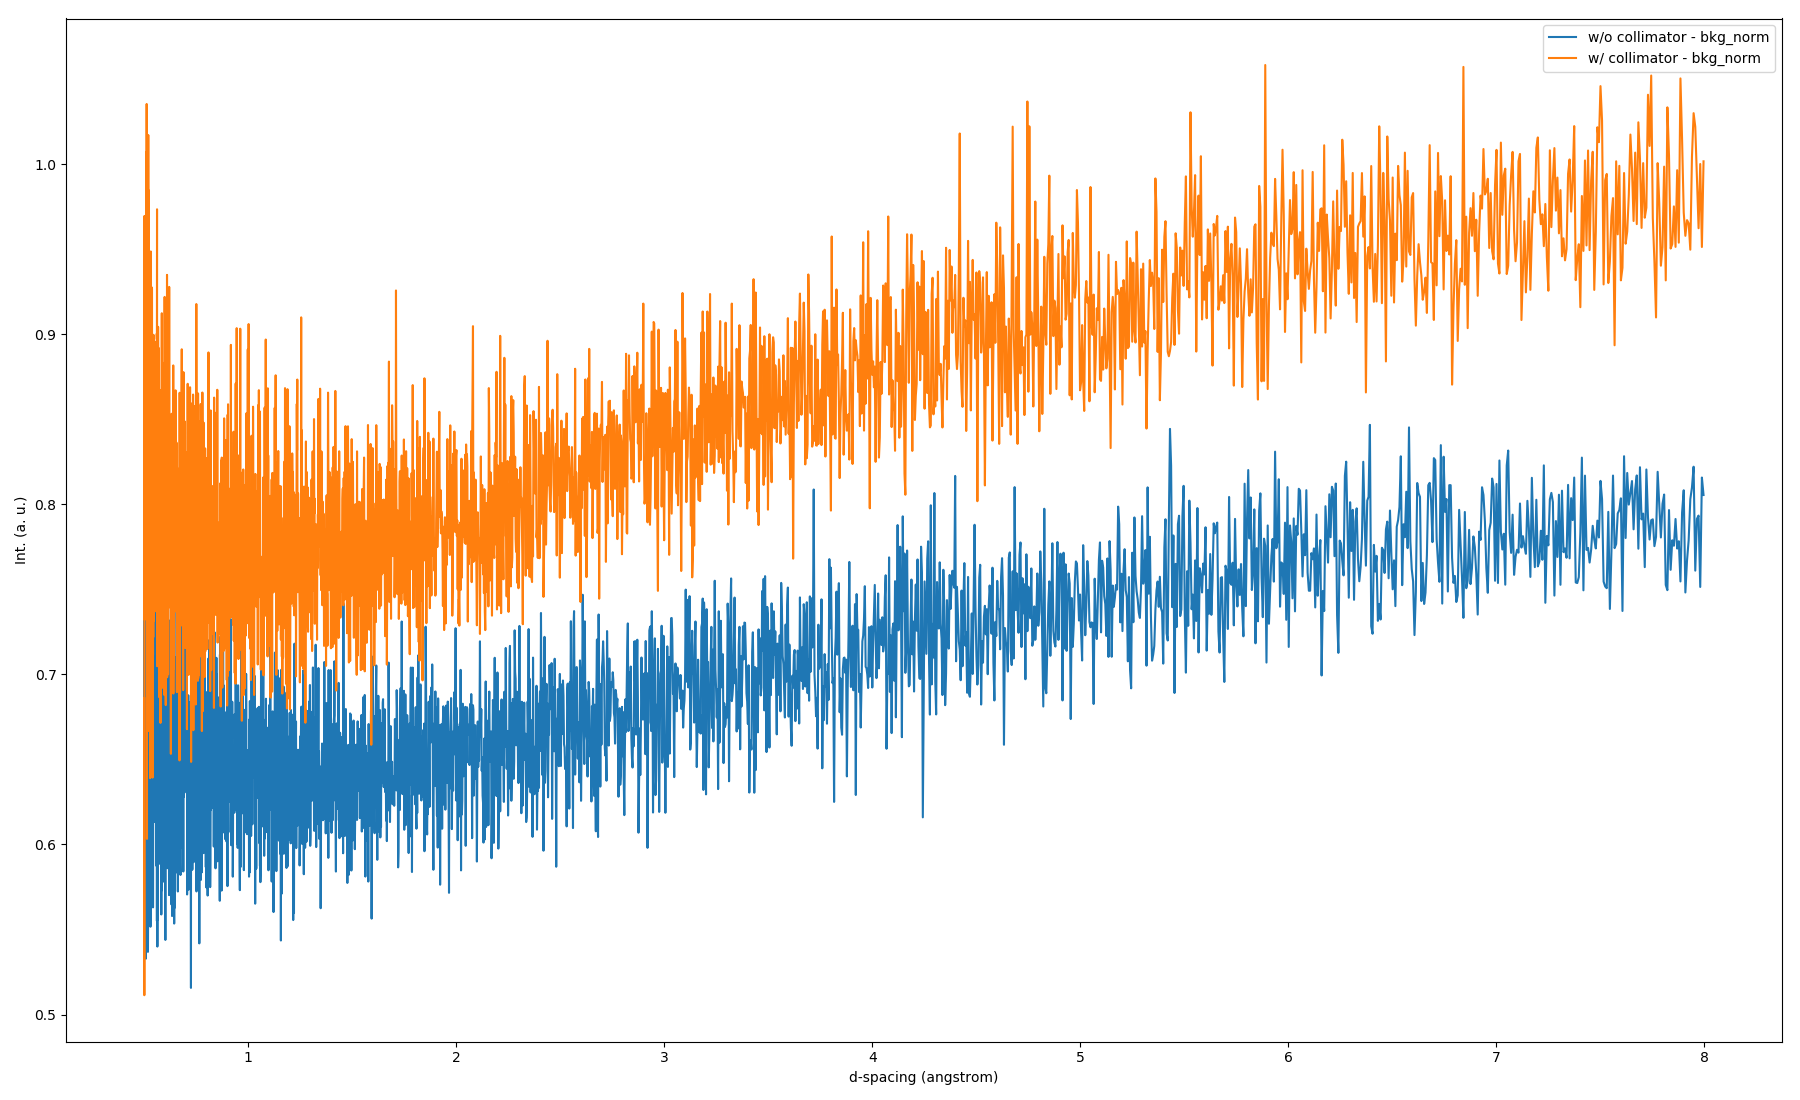 w/o collimator - bkg_norm
w/ collimator - bkg_norm
Int. (a. u.)
1.0
0.9
0.8
0.7
0.6
0.5
1 2 3 4 5 6 7 8
d-spacing (angstrom)